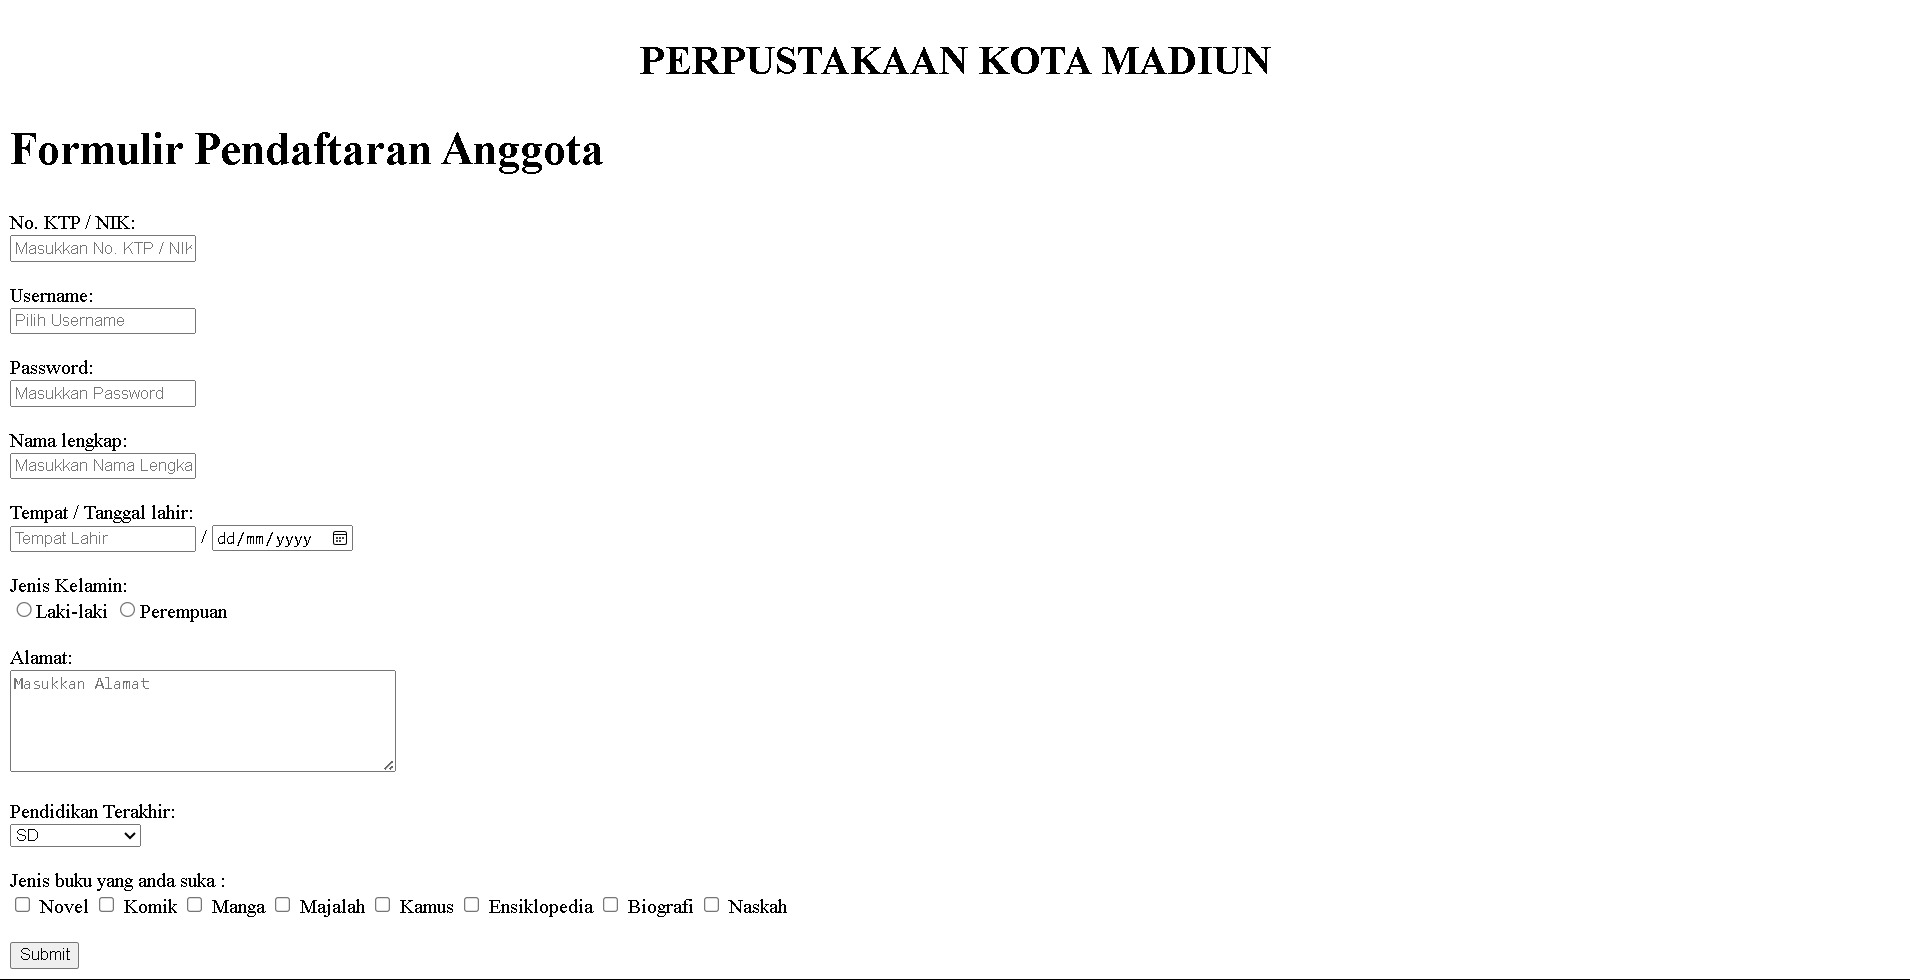 PERPUSTAKAAN KOTA MADIUN
Formulir Pendaftaran Anggota
No. KTP / NIK:
Masukkan No. KTP / NIK
Username:
Pilih Username
Password:
Masukkan Password
Nama lengkap:
Masukkan Nama Lengka
Tempat / Tanggal lahir:
Tempat Lahir / dd/mm/yyyy
Jenis Kelamin:
Laki-laki Perempuan
Alamat:
Masukkan Alamat
Pendidikan Terakhir:
SD
Jenis buku yang anda suka :
Novel Komik Manga Majalah Kamus Ensiklopedia Biografi Naskah
Submit